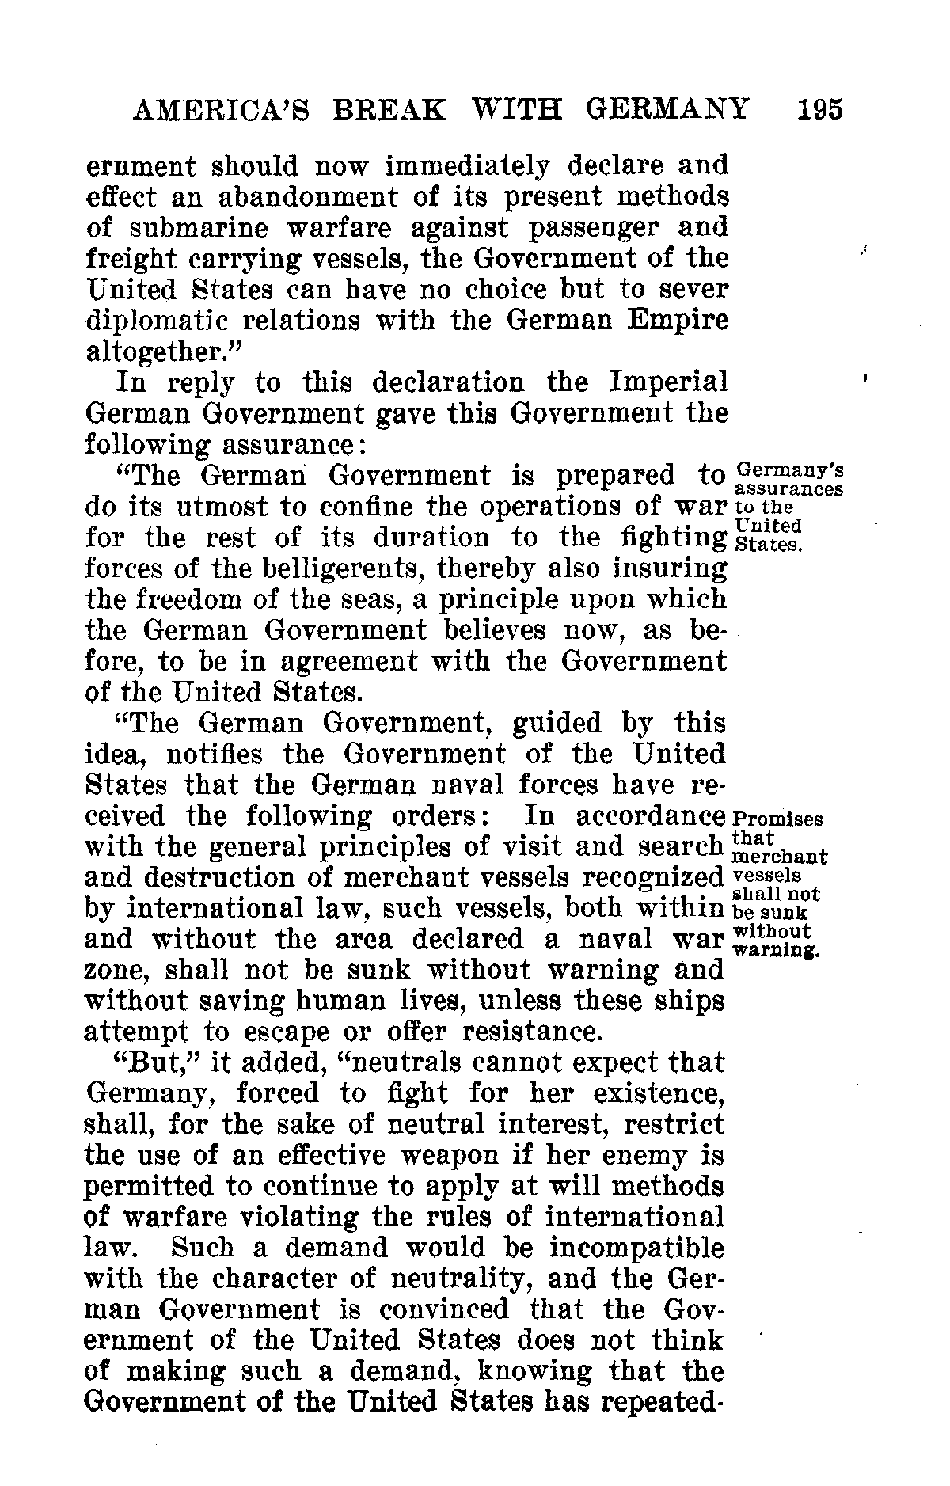 AMERICA'S BREAK WITH GERMANY 195
ernment should now immediately declare and
effect an abandonment of its present methods
of submarine warfare against passenger and
freight carrying vessels, the Government of the
United States can have no choice but to sever
diplomatic relations with the German Empire
altogether."
In reply to this declaration the Imperial
German Government gave this Government the
following assurance:
"The German Government is prepared to
do its utmost to confine the operations of war
for the rest of its duration to the fighting
forces of the belligerents, thereby also insuring
the freedom of the seas, a principle upon which
the German Government believes now, as be-
fore, to be in agreement with the Government
of the United States.
Germany's
assurances
to the
United
States.
"The German Government, guided by this
idea, notifies the Government of the United
States that the German naval forces have re-
ceived the following orders: In accordance
with the general principles of visit and search
and destruction of merchant vessels recognized
by international law, such vessels, both within
and without the area declared a naval war
zone, shall not be sunk without warning and
without saving human lives, unless these ships
attempt to escape or offer resistance.
Promises
that
merchant
vessels
shall not
be sunk
without
warning.
"But," it added, "neutrals cannot expect that
Germany, forced to fight for her existence,
shall, for the sake of neutral interest, restrict
the use of an effective weapon if her enemy is
permitted to continue to apply at will methods
of warfare violating the rules of international
law. Such a demand would be incompatible
with the character of neutrality, and the Ger-
man Government is convinced that the Gov-
ernment of the United States does not think
of making such a demand, knowing that the
Government of the United States has repeated-